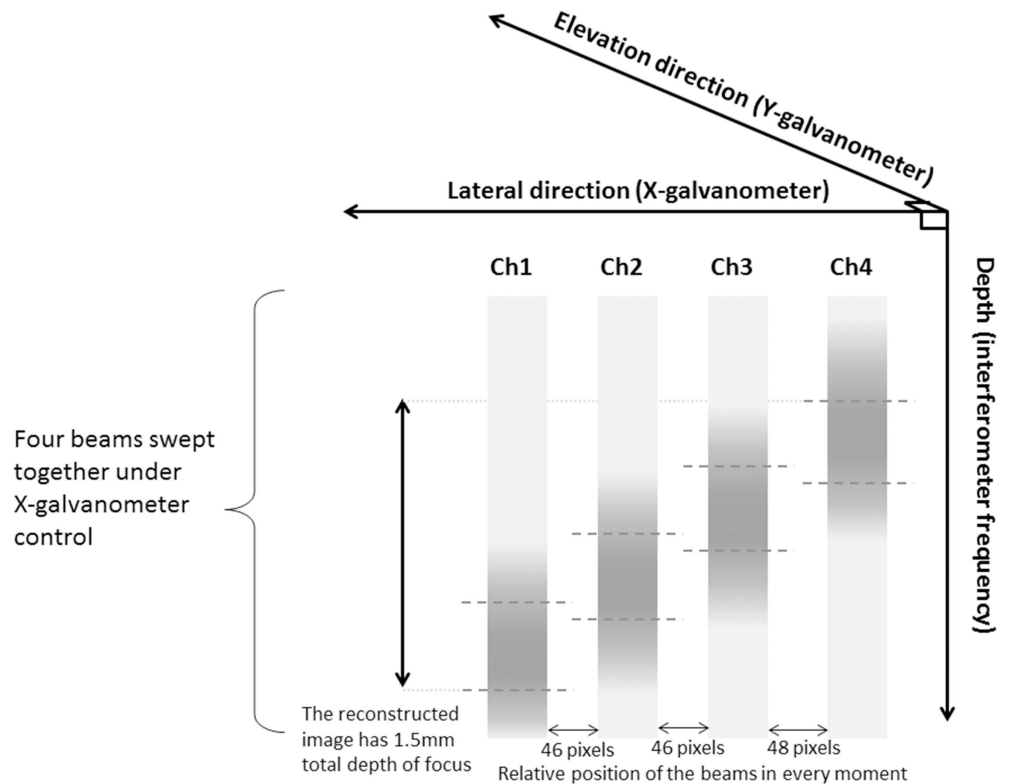 Elevation direction (Y-galvanometer)
Lateral direction (X-galvanometer)
Ch1 Ch2 Ch3 Ch4
Depth (interferometer frequency)
Four beams swept
together under
X-galvanometer
control
The reconstructed
image has 1.5mm
total depth of focus
46 pixels 46 pixels 48 pixels
Relative position of the beams in every moment